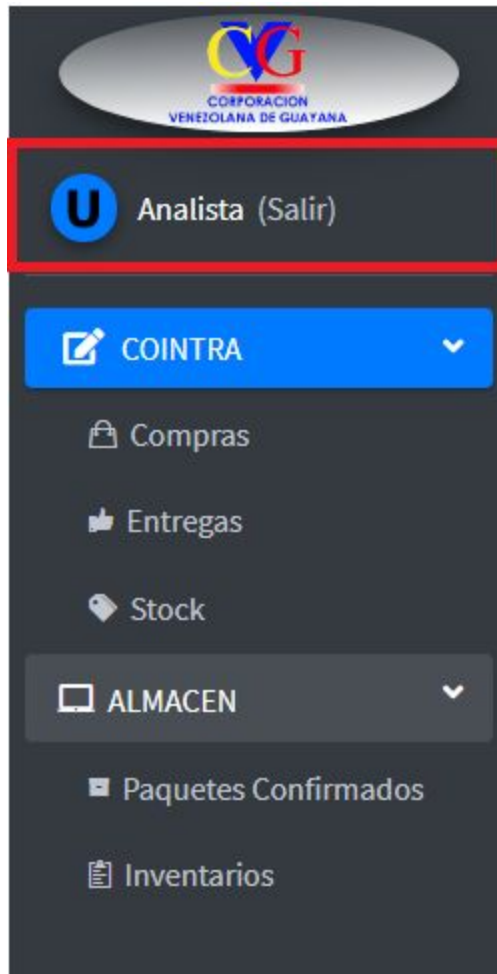 CVG
CORPORACION
VENEZOLANA DE GUAYANA
U Analista (Salir)
COINTRA
Compras
Entregas
Stock
ALMACEN
Paquetes Confirmados
Inventarios